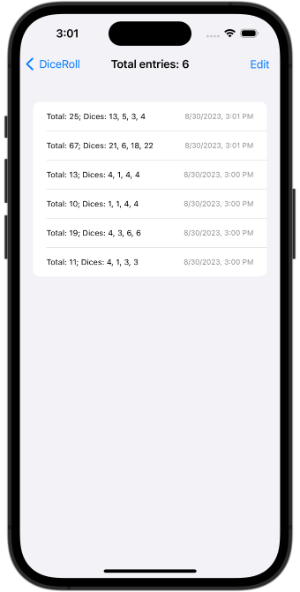 3:01
DiceRoll Total entries: 6 Edit
Total: 25; Dices: 13, 5, 3, 4 8/30/2023, 3:01 PM
Total: 67; Dices: 21, 6, 18, 22 8/30/2023, 3:01 PM
Total: 13; Dices: 4, 1, 4, 4 8/30/2023, 3:00 PM
Total: 10; Dices: 1, 1, 4, 4 8/30/2023, 3:00 PM
Total: 19; Dices: 4, 3, 6, 6 8/30/2023, 3:00 PM
Total: 11; Dices: 4, 1, 3, 3 8/30/2023, 3:00 PM